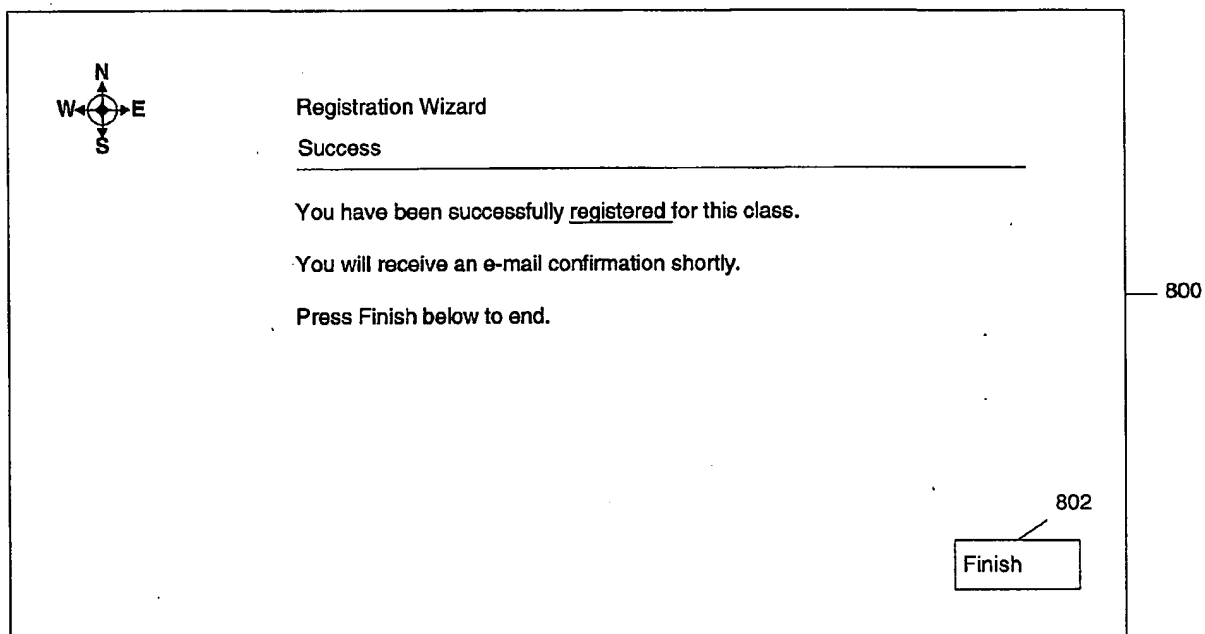 N
W E
S
Registration Wizard
Success
You have been successfully registered for this class.
You will receive an e-mail confirmation shortly.
Press Finish below to end.
800
802
Finish